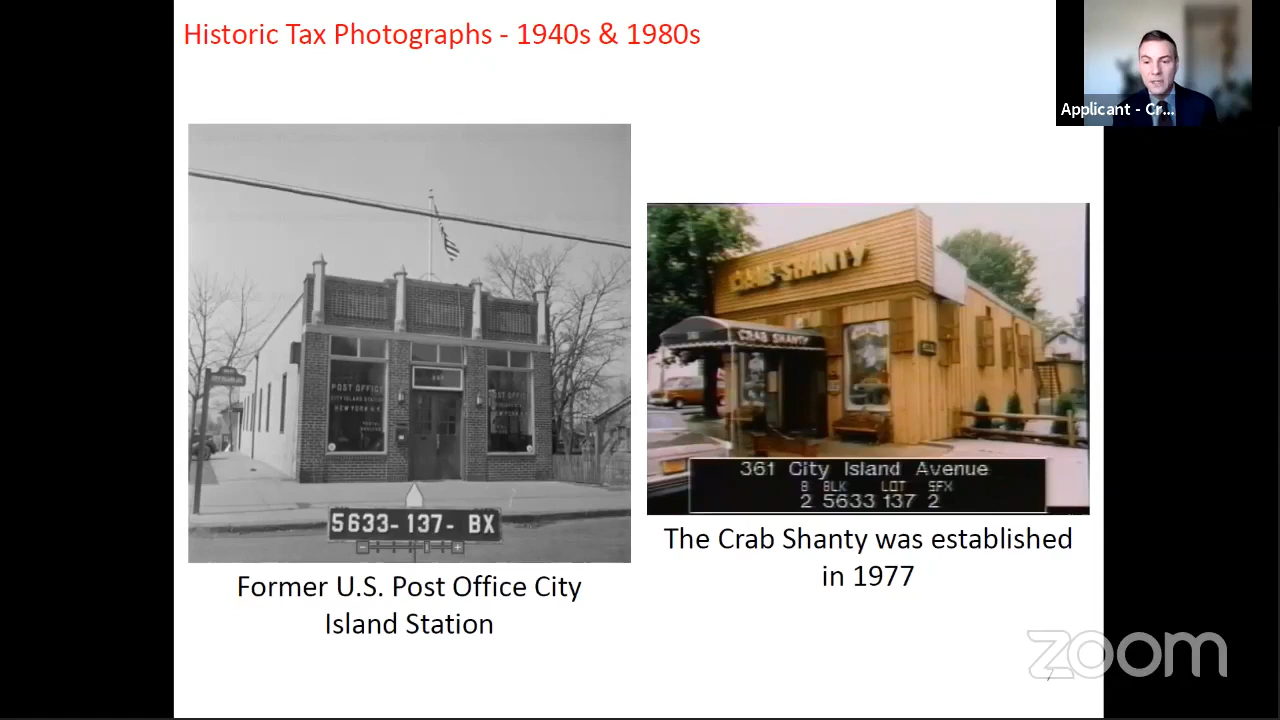 Historic Tax Photographs - 1940s & 1980s
Applicant - Cr...
POST OFFICE
CITY ISLAND STATION
NEW YORK N.Y.
POST OFFICE
5633-137- BX
Former U.S. Post Office City
Island Station
CRAB SHANTY
CRAB SHANTY
361 City Island Avenue
B BLK LOT SFX
2 5633 137 2
The Crab Shanty was established
in 1977
zoom